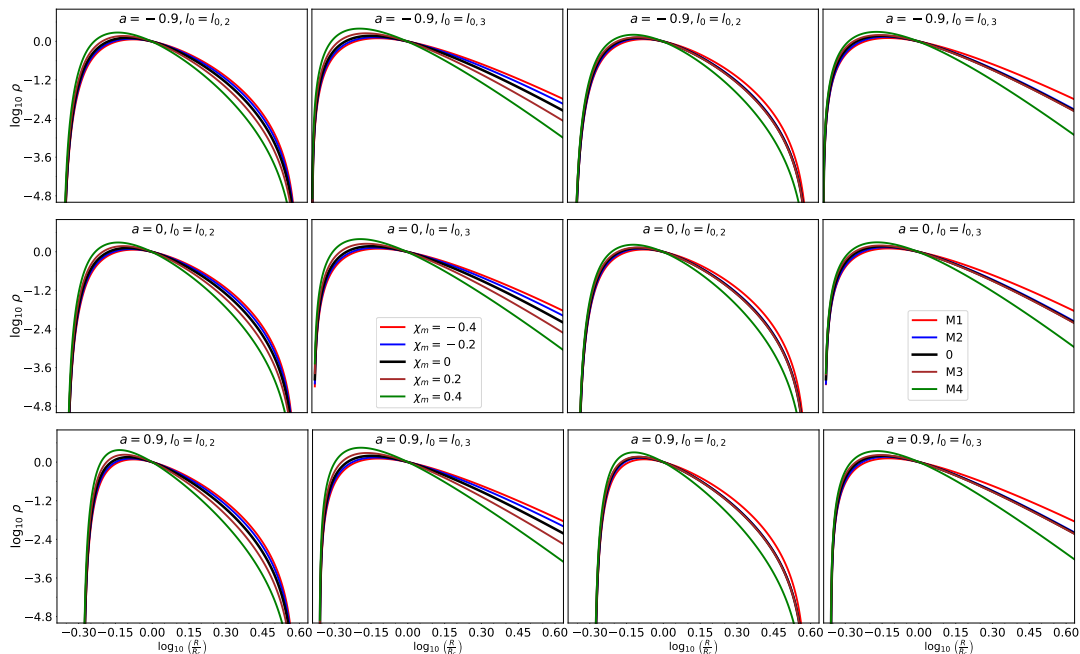 a = −0.9, l₀ = l₀,₂
a = −0.9, l₀ = l₀,₃
a = −0.9, l₀ = l₀,₂
a = −0.9, l₀ = l₀,₃
0.0
−1.2
−2.4
−3.6
−4.8
log₁₀ ρ
a = 0, l₀ = l₀,₂
a = 0, l₀ = l₀,₃
a = 0, l₀ = l₀,₂
a = 0, l₀ = l₀,₃
0.0
−1.2
−2.4
−3.6
−4.8
log₁₀ ρ
χₘ = −0.4
χₘ = −0.2
χₘ = 0
χₘ = 0.2
χₘ = 0.4
M1
M2
0
M3
M4
a = 0.9, l₀ = l₀,₂
a = 0.9, l₀ = l₀,₃
a = 0.9, l₀ = l₀,₂
a = 0.9, l₀ = l₀,₃
0.0
−1.2
−2.4
−3.6
−4.8
log₁₀ ρ
−0.30 −0.15 0.00 0.15 0.30 0.45 0.60
−0.30 −0.15 0.00 0.15 0.30 0.45 0.60
−0.30 −0.15 0.00 0.15 0.30 0.45 0.60
−0.30 −0.15 0.00 0.15 0.30 0.45 0.60
log₁₀ (R/R_c)
log₁₀ (R/R_c)
log₁₀ (R/R_c)
log₁₀ (R/R_c)